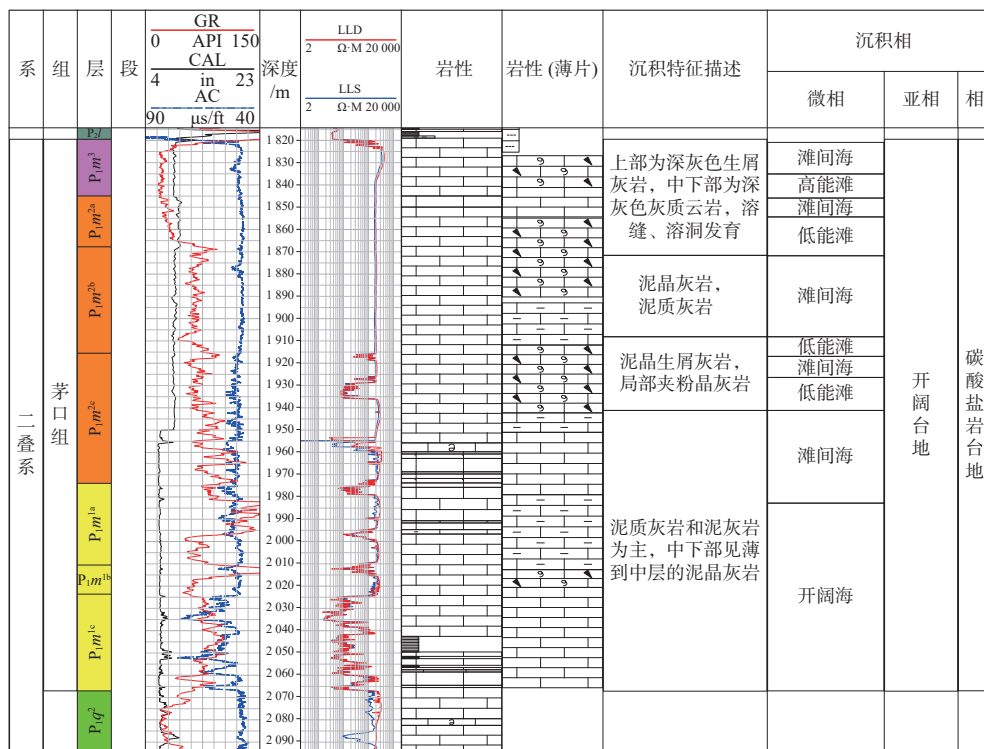 系
组
层
段
GR
0 API 150
CAL
4 in 23
AC
90 μs/ft 40
深度
/m
LLD
2 Ω·M 20 000
LLS
2 Ω·M 20 000
岩性
岩性 (薄片)
沉积特征描述
沉积相
微相
亚相
相
二叠系
茅口组
P₂l
P₁m³
P₁m²ᵃ
P₁m²ᵇ
P₁m²ᶜ
P₁m¹ᵃ
P₁m¹ᵇ
P₁m¹ᶜ
P₁q²
1 820
1 830
1 840
1 850
1 860
1 870
1 880
1 890
1 900
1 910
1 920
1 930
1 940
1 950
1 960
1 970
1 980
1 990
2 000
2 010
2 020
2 030
2 040
2 050
2 060
2 070
2 080
2 090
上部为深灰色生屑
灰岩，中下部为深
灰色灰质云岩，溶
缝、溶洞发育
泥晶灰岩，
泥质灰岩
泥晶生屑灰岩，
局部夹粉晶灰岩
泥质灰岩和泥灰岩
为主，中下部见薄
到中层的泥晶灰岩
滩间海
高能滩
滩间海
低能滩
滩间海
低能滩
滩间海
低能滩
滩间海
开阔海
开阔台地
碳酸盐岩台地